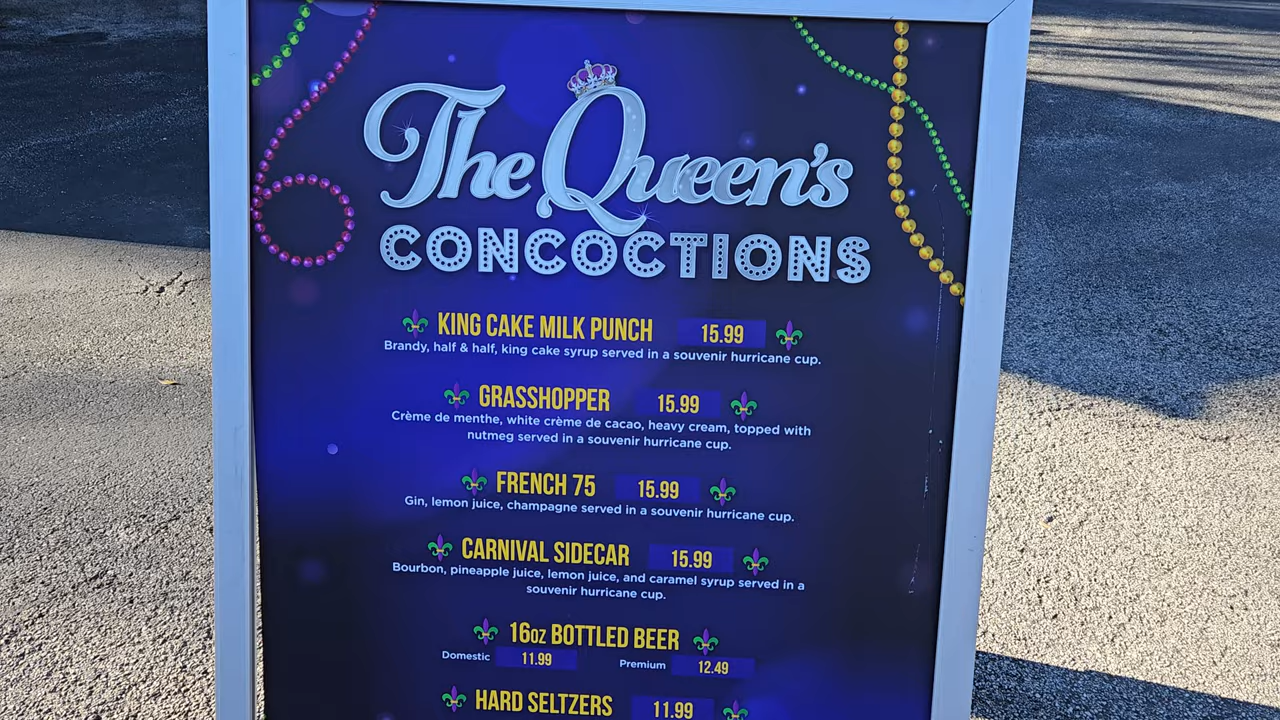 The Queen's
CONCOCTIONS
KING CAKE MILK PUNCH 15.99
Brandy, half & half, king cake syrup served in a souvenir hurricane cup.
GRASSHOPPER 15.99
Crème de menthe, white crème de cacao, heavy cream, topped with
nutmeg served in a souvenir hurricane cup.
FRENCH 75 15.99
Gin, lemon juice, champagne served in a souvenir hurricane cup.
CARNIVAL SIDECAR 15.99
Bourbon, pineapple juice, lemon juice, and caramel syrup served in a
souvenir hurricane cup.
16OZ BOTTLED BEER
Domestic 11.99 Premium 12.49
HARD SELTZERS 11.99